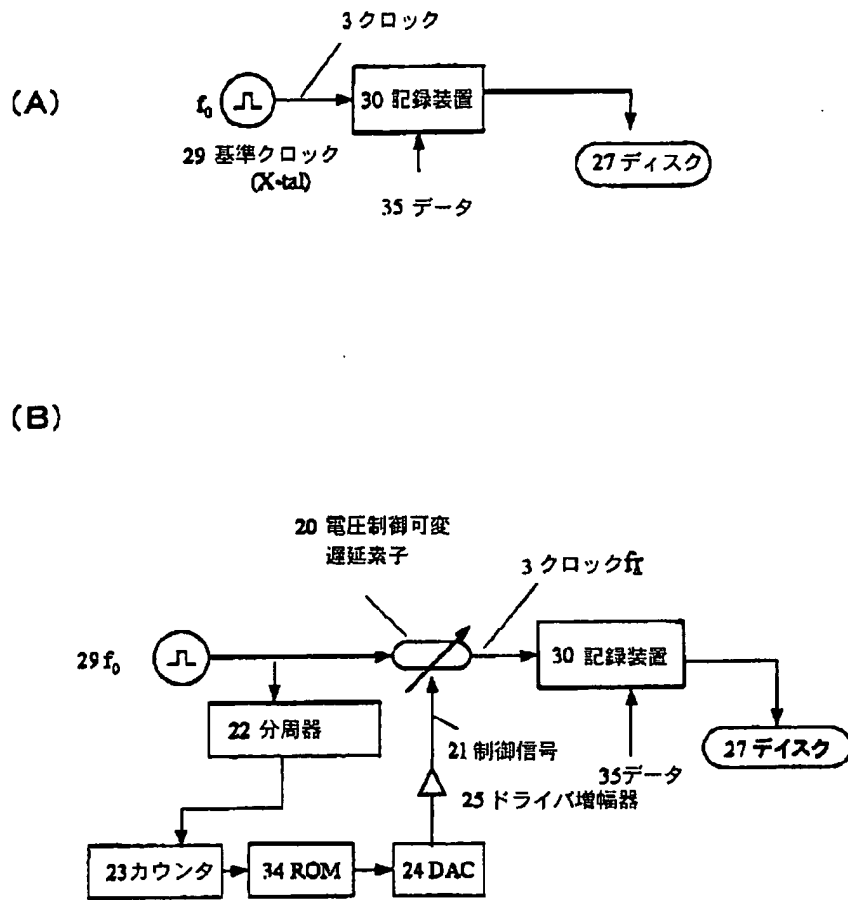 (A)
3 クロック
f₀
30 記録装置
29 基準クロック
(X-tal)
35 データ
27 ディスク
(B)
20 電圧制御可変
遅延素子
3 クロックfI
29 f₀
30 記録装置
22 分周器
21 制御信号
35データ
27 デイスク
25 ドライバ増幅器
23カウンタ
34 ROM
24 DAC